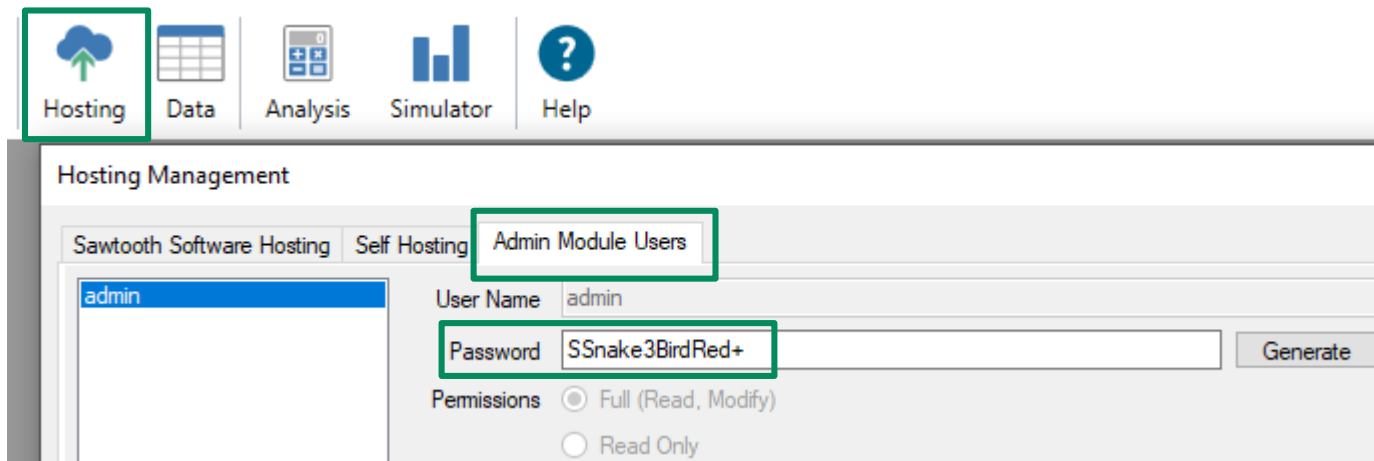 Hosting Data Analysis Simulator Help
Hosting Management
Sawtooth Software Hosting Self Hosting Admin Module Users
admin
User Name admin
Password SSnake3BirdRed+ Generate
Permissions Full (Read, Modify)
Read Only